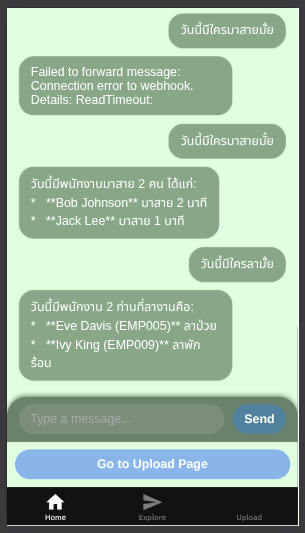 วันนี้มีใครมาสายมั้ย
Failed to forward message:
Connection error to webhook.
Details: ReadTimeout:
วันนี้มีใครมาสายมั้ย
วันนี้มีพนักงานมาสาย 2 คน ได้แก่:
* **Bob Johnson** มาสาย 2 นาที
* **Jack Lee** มาสาย 1 นาที
วันนี้มีใครลามั้ย
วันนี้มีพนักงาน 2 ท่านที่ลางานคือ:
* **Eve Davis (EMP005)** ลาป่วย
* **Ivy King (EMP009)** ลาพัก
ร้อน
Type a message...
Send
Go to Upload Page
Home
Explore
Upload